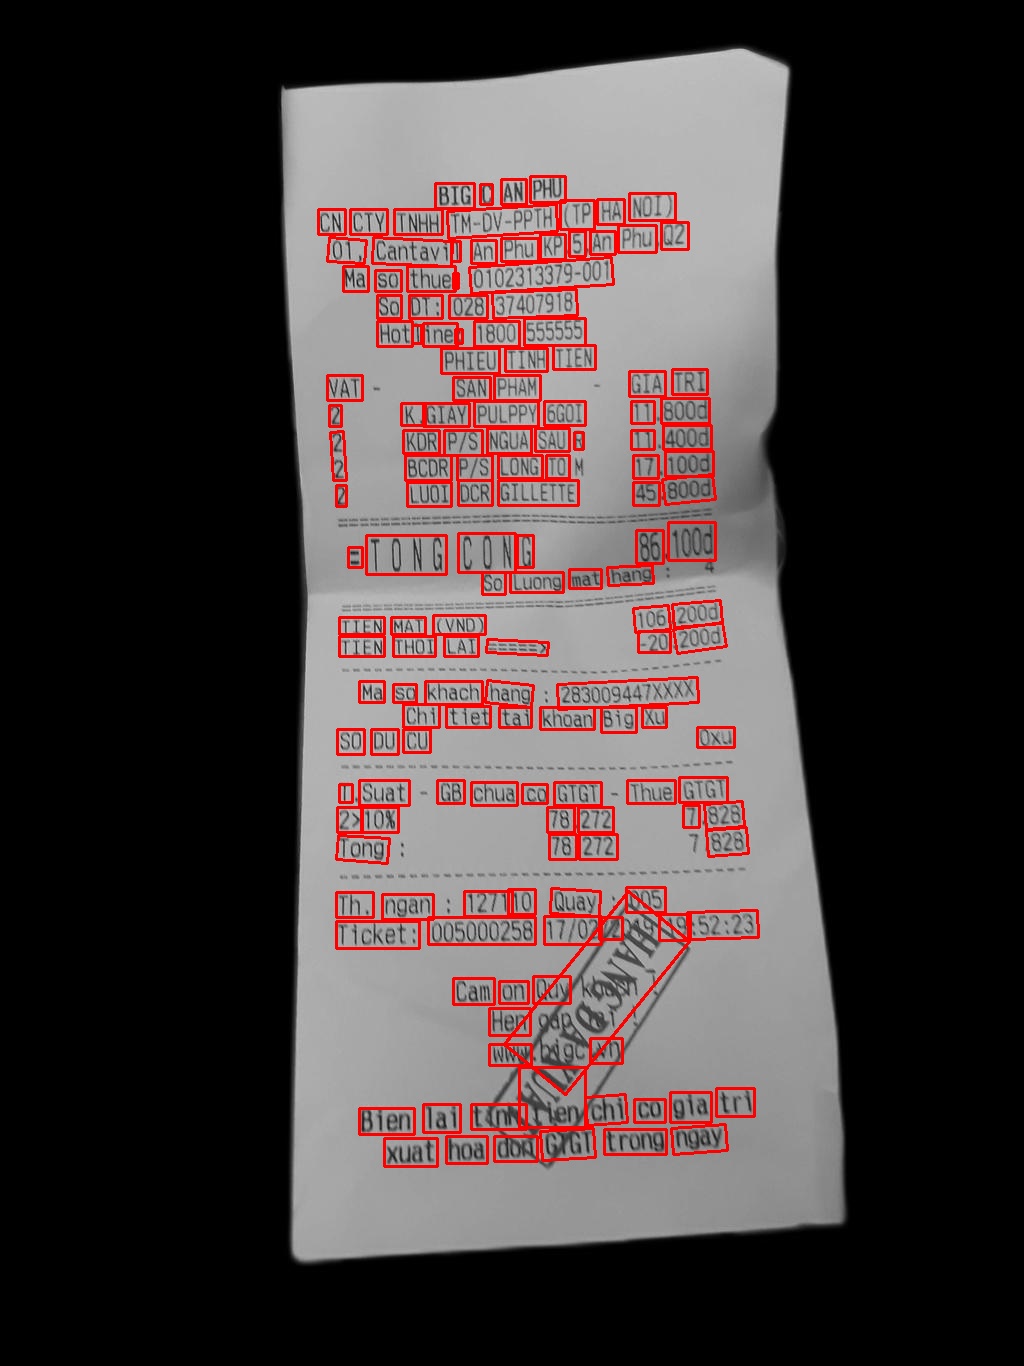 BIG C AN PHU
CN CTY TNHH TM-DV-PPTH (TP HA NOI)
01, Cantavil An Phu KP 5 An Phu,Q2
Ma so thue: 0102313379-001
So DT: 028 37407918
Hotline: 1800 555555
PHIEU TINH TIEN
VAT - SAN PHAM - GIA TRI
2 K.GIAY PULPPY 6GOI 11,800d
2 KDR P/S NGUA SAU R 11,400d
2 BCDR P/S LONG TO M 17,100d
2 LUOI DCR GILLETTE 45,800d
=TONG CONG 86,100d
So Luong mat hang : 4
TIEN MAT (VND) 106,200d
TIEN THOI LAI =====> -20,200d
Ma so khach hang : 283009447XXXX
Chi tiet tai khoan Big Xu
SO DU CU 0xu
T.Suat - GB chua co GTGT - Thue GTGT
2>10% 78,272 7,828
Tong : 78,272 7,828
Th. ngan : 127110 Quay : 005
Ticket: 005000258 17/02/2019 19:52:23
Cam on Quy khach !
Hen gap lai !
www.bigc.vn
HANG DA XUAT
Bien lai tinh tien chi co gia tri
xuat hoa don GTGT trong ngay